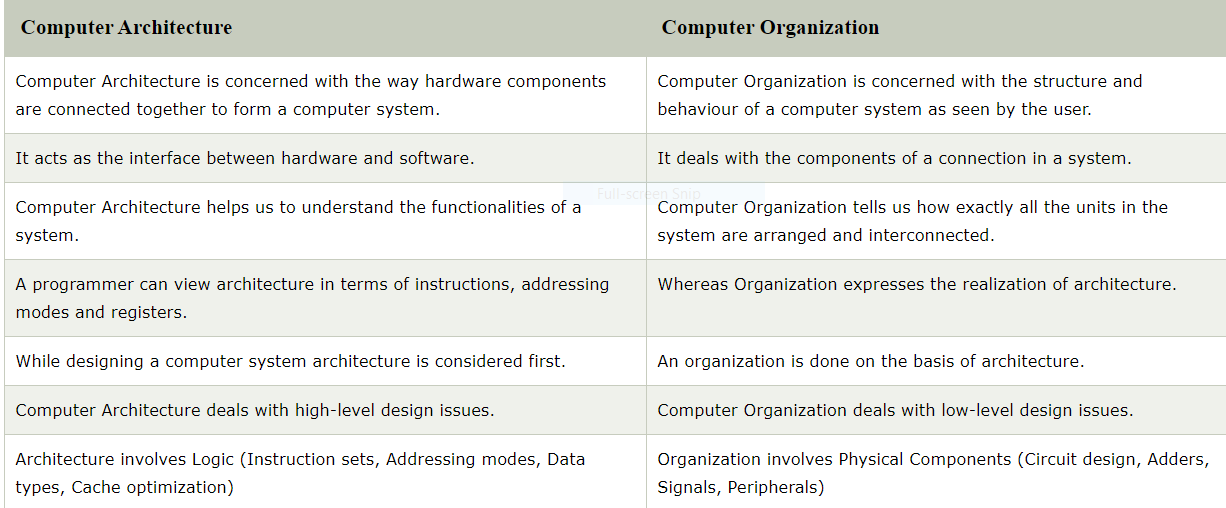 Computer Architecture
Computer Organization
Computer Architecture is concerned with the way hardware components
are connected together to form a computer system.
Computer Organization is concerned with the structure and
behaviour of a computer system as seen by the user.
It acts as the interface between hardware and software.
It deals with the components of a connection in a system.
Full-screen Snip
Computer Architecture helps us to understand the functionalities of a
system.
Computer Organization tells us how exactly all the units in the
system are arranged and interconnected.
A programmer can view architecture in terms of instructions, addressing
modes and registers.
Whereas Organization expresses the realization of architecture.
While designing a computer system architecture is considered first.
An organization is done on the basis of architecture.
Computer Architecture deals with high-level design issues.
Computer Organization deals with low-level design issues.
Architecture involves Logic (Instruction sets, Addressing modes, Data
types, Cache optimization)
Organization involves Physical Components (Circuit design, Adders,
Signals, Peripherals)